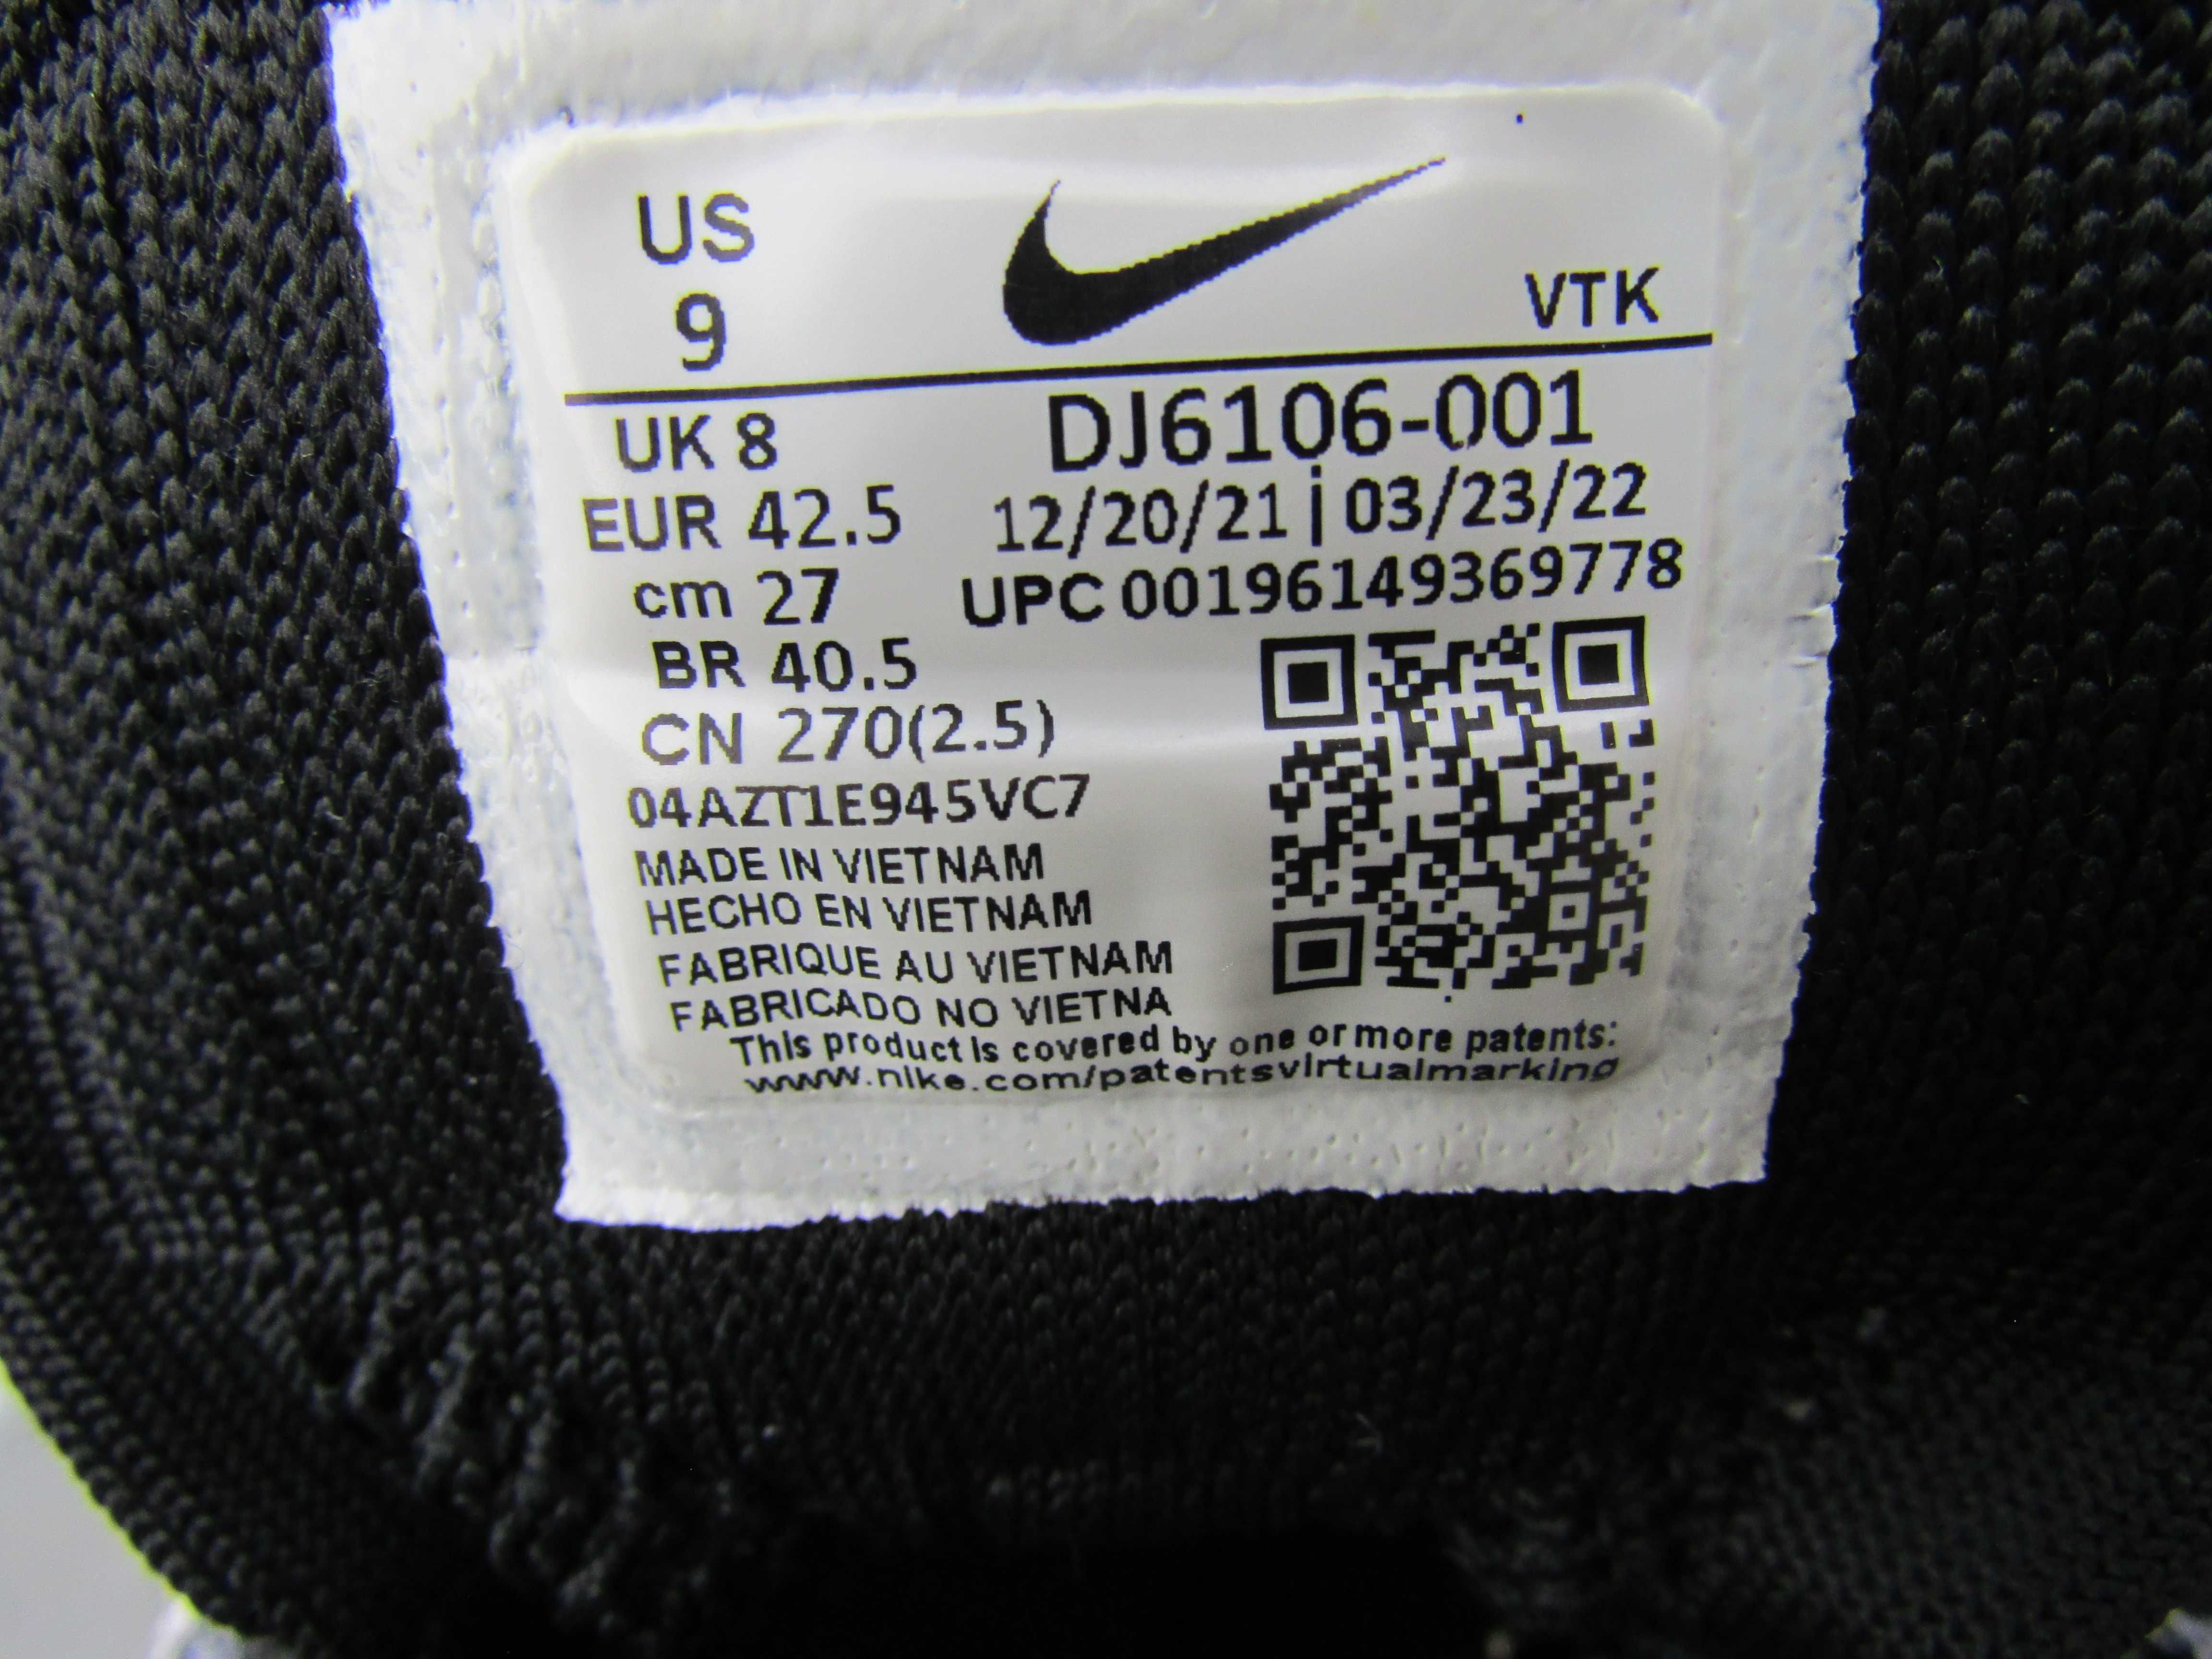 US
9
VTK
UK 8
DJ6106-001
EUR 42.5
12/20/21 | 03/23/22
cm 27
UPC 00196149369778
BR 40.5
CN 270(2.5)
04AZT1E945VC7
MADE IN VIETNAM
HECHO EN VIETNAM
FABRIQUE AU VIETNAM
FABRICADO NO VIETNA
This product is covered by one or more patents:
www.nike.com/patentsvirtualmarking